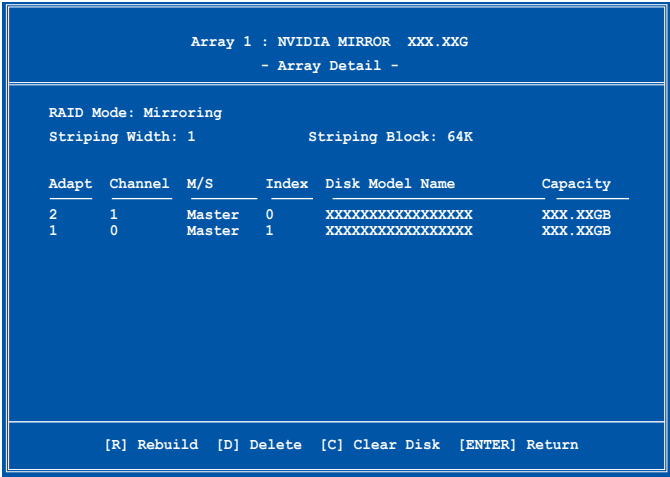 Array 1 : NVIDIA MIRROR  XXX.XXG
- Array Detail -
RAID Mode: Mirroring
Striping Width: 1             Striping Block: 64K
Adapt  Channel  M/S      Index  Disk Model Name          Capacity
2      1        Master   0      XXXXXXXXXXXXXXXXX        XXX.XXGB
1      0        Master   1      XXXXXXXXXXXXXXXXX        XXX.XXGB
[R] Rebuild  [D] Delete  [C] Clear Disk  [ENTER] Return